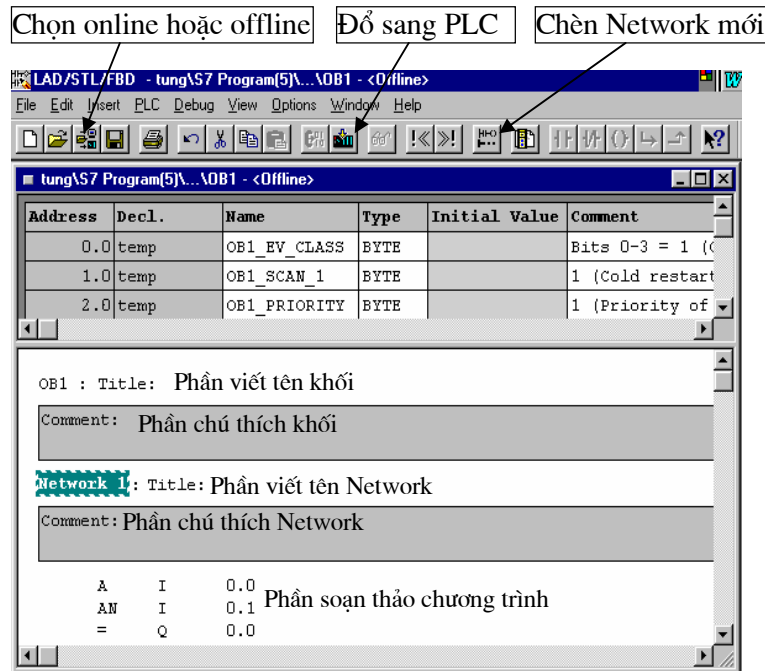 Chọn online hoặc offline Đổ sang PLC Chèn Network mới
LAD/STL/FBD - tung\S7 Program(5)\...\OB1 - <Offline>
File Edit Insert PLC Debug View Options Window Help
tung\S7 Program(5)\...\OB1 - <Offline>
Address Decl. Name Type Initial Value Comment
0.0 temp OB1_EV_CLASS BYTE Bits 0-3 = 1 (
1.0 temp OB1_SCAN_1 BYTE 1 (Cold restart
2.0 temp OB1_PRIORITY BYTE 1 (Priority of
OB1 : Title: Phần viết tên khối
Comment: Phần chú thích khối
Network 1: Title: Phần viết tên Network
Comment: Phần chú thích Network
A I 0.0
AN I 0.1 Phần soạn thảo chương trình
= Q 0.0